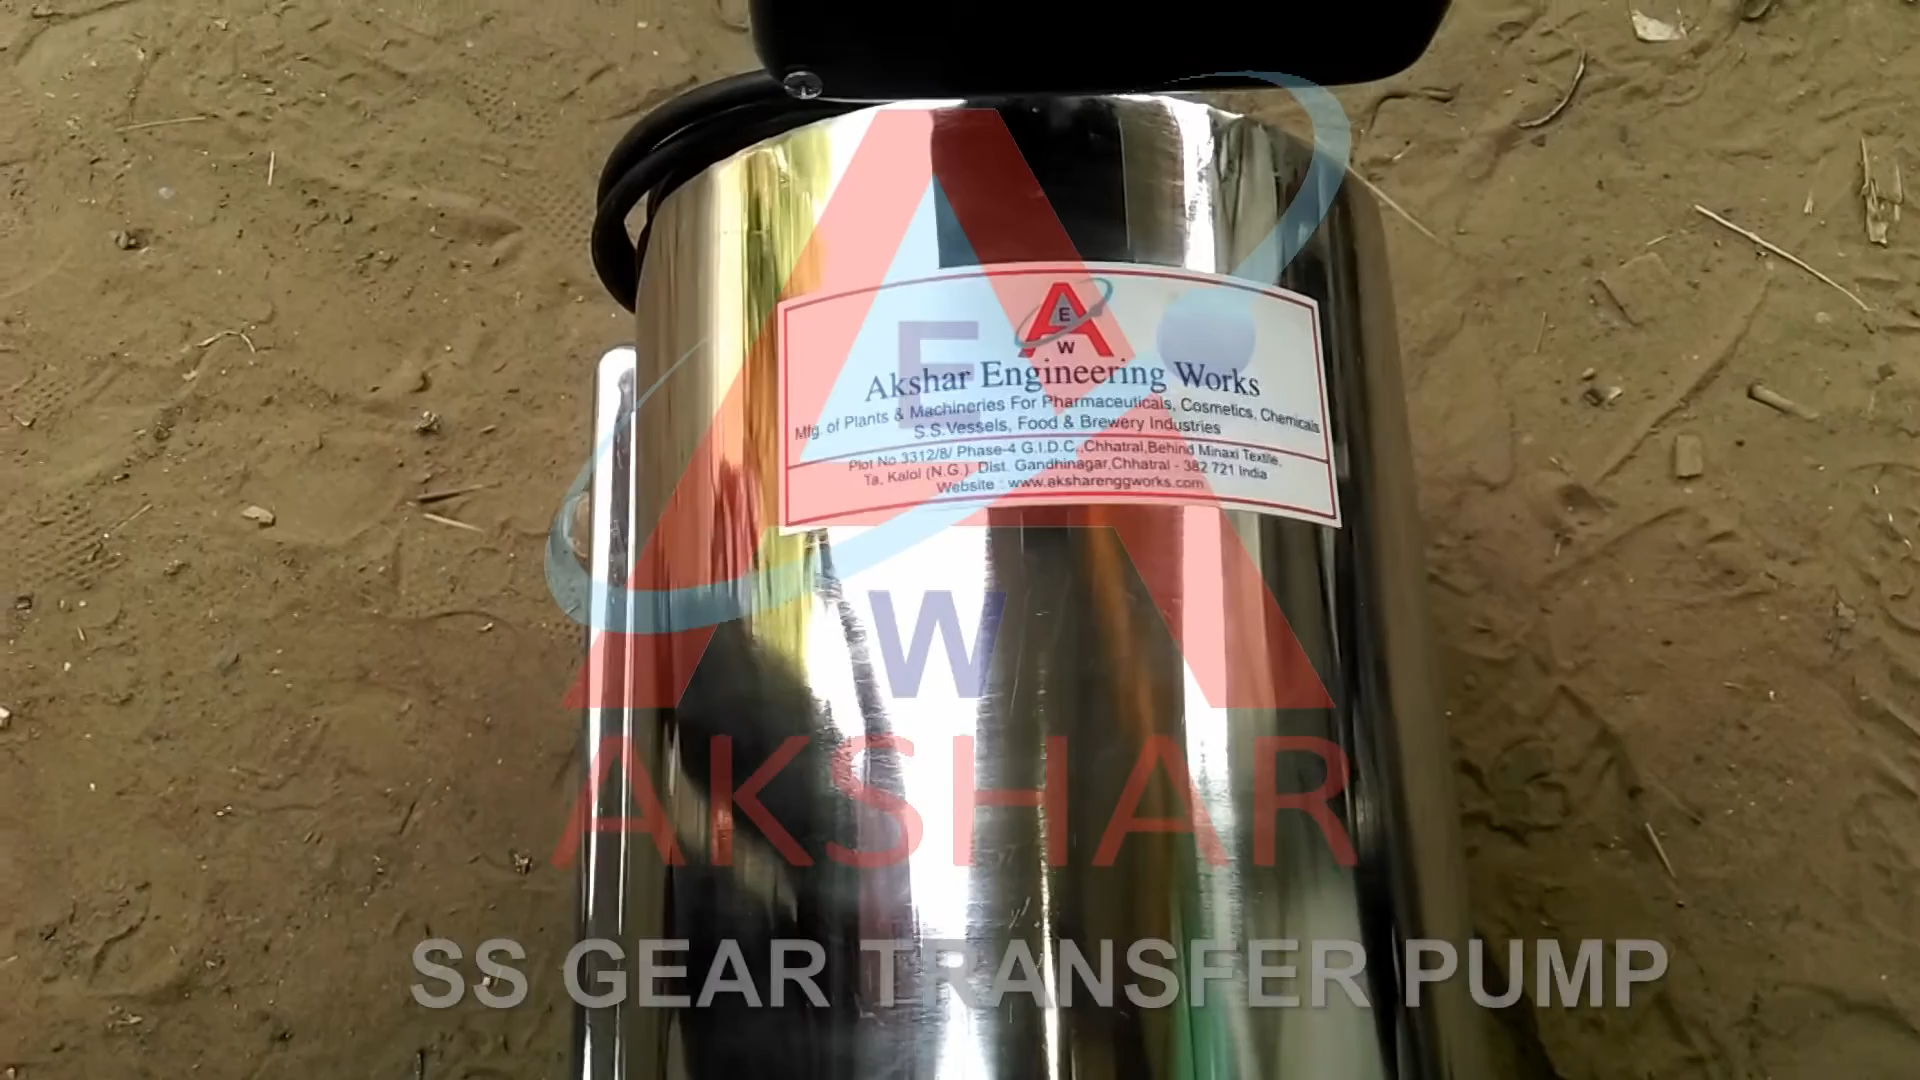 E
W
Akshar Engineering Works
Mfg. of Plants & Machineries For Pharmaceuticals, Cosmetics, Chemicals
S.S.Vessels, Food & Brewery Industries
Plot No.3312/8/ Phase-4 G.I.D.C.,Chhatral,Behind Minaxi Textile,
Ta, Kalol (N.G.). Dist. Gandhinagar,Chhatral - 382 721 India
Website : www.aksharenggworks.com
E
W
AKSHAR
SS GEAR TRANSFER PUMP